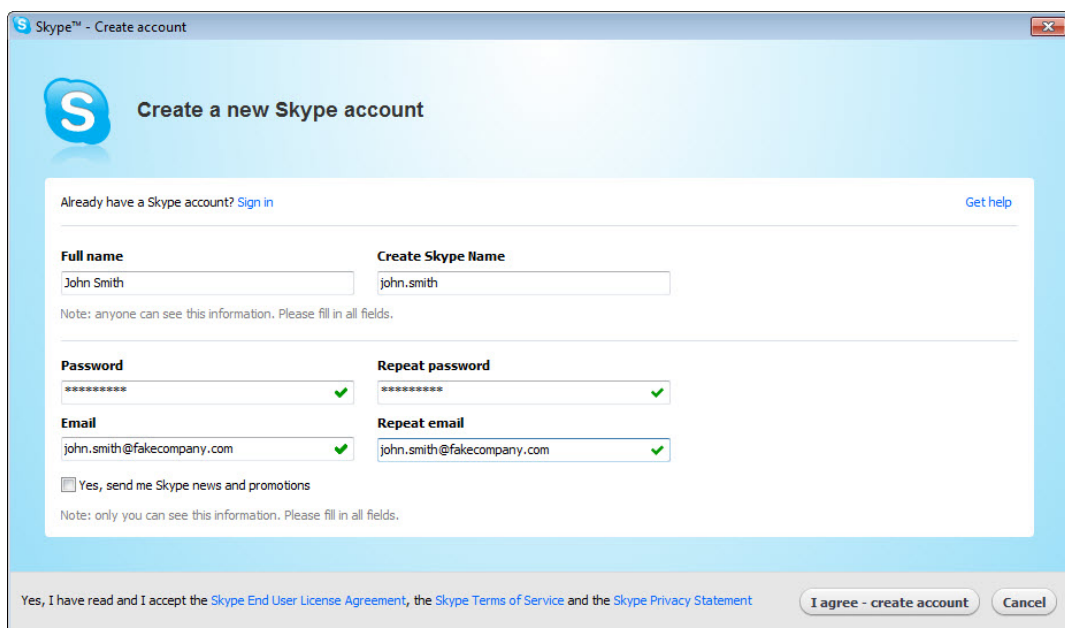 Skype™ - Create account
Create a new Skype account
Already have a Skype account? Sign in Get help
Full name Create Skype Name
John Smith john.smith
Note: anyone can see this information. Please fill in all fields.
Password Repeat password
********* *********
Email Repeat email
john.smith@fakecompany.com john.smith@fakecompany.com
Yes, send me Skype news and promotions
Note: only you can see this information. Please fill in all fields.
Yes, I have read and I accept the Skype End User License Agreement, the Skype Terms of Service and the Skype Privacy Statement I agree - create account Cancel